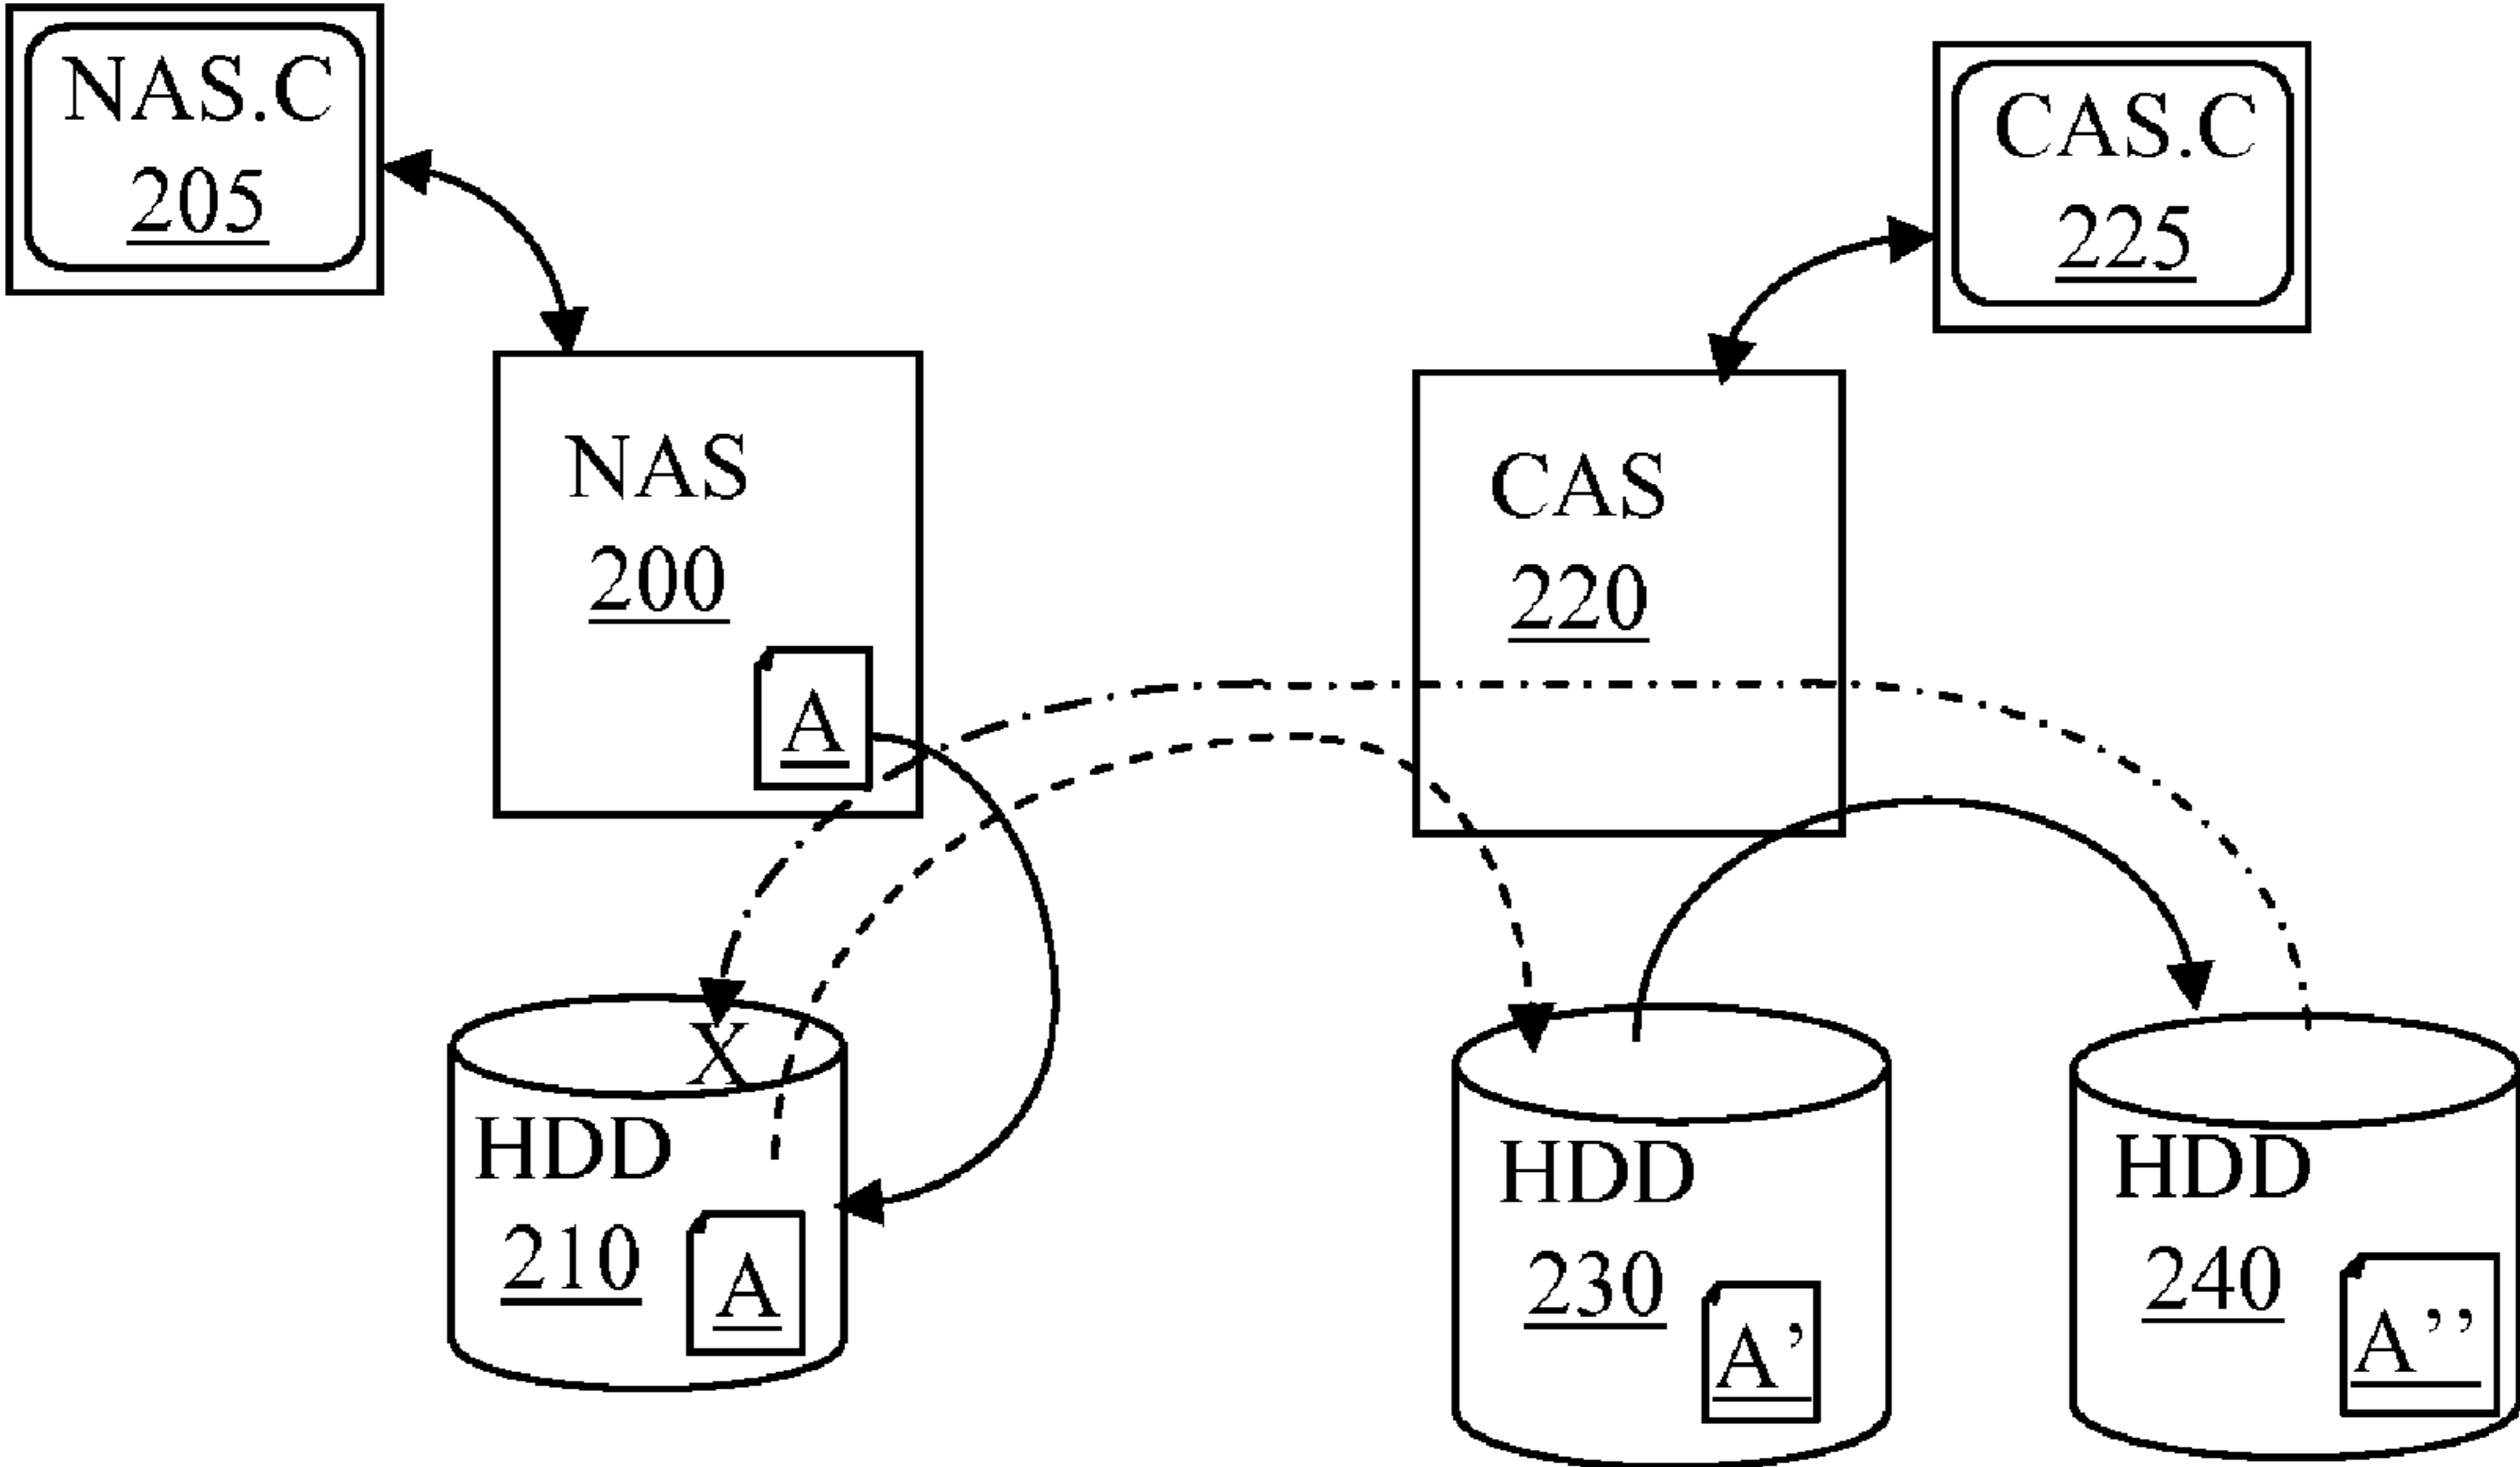 NAS.C
205
CAS.C
225
NAS
200
A
CAS
220
X
HDD
210
A
HDD
230
A’
HDD
240
A’’